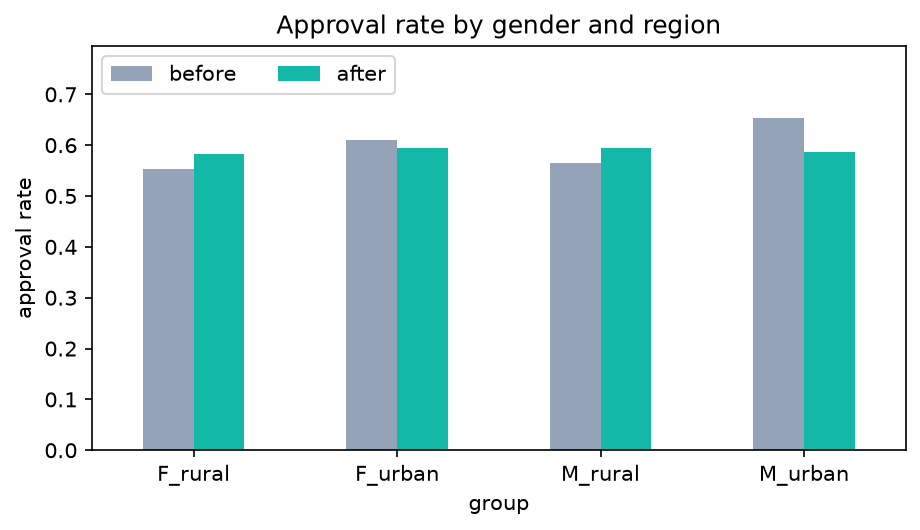 Approval rate by gender and region
before after
approval rate
0.7
0.6
0.5
0.4
0.3
0.2
0.1
0.0
F_rural F_urban M_rural M_urban
group